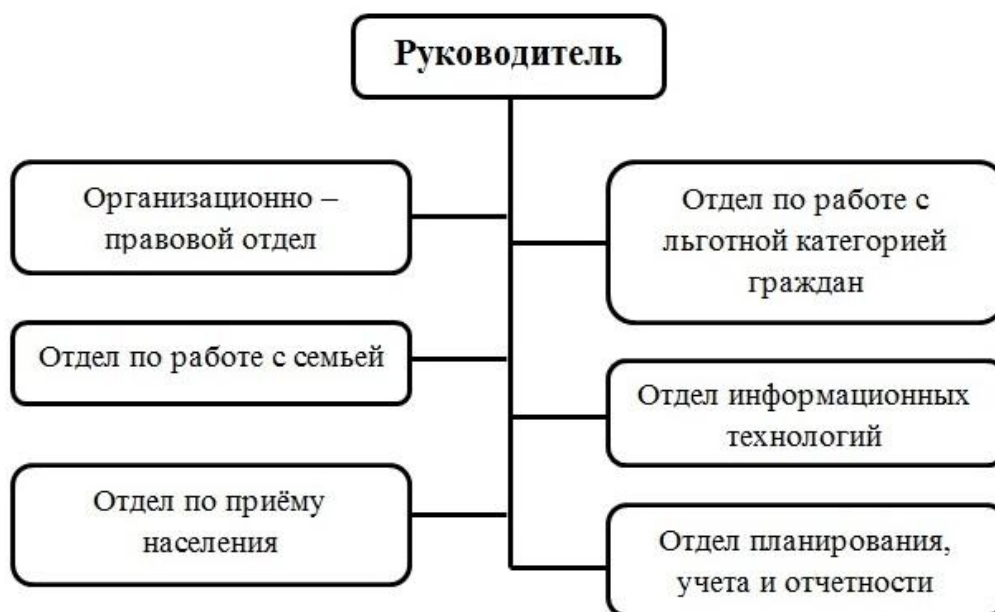 Руководитель
Организационно –
правовой отдел
Отдел по работе с семьей
Отдел по приёму
населения
Отдел по работе с
льготной категорией
граждан
Отдел информационных
технологий
Отдел планирования,
учета и отчетности